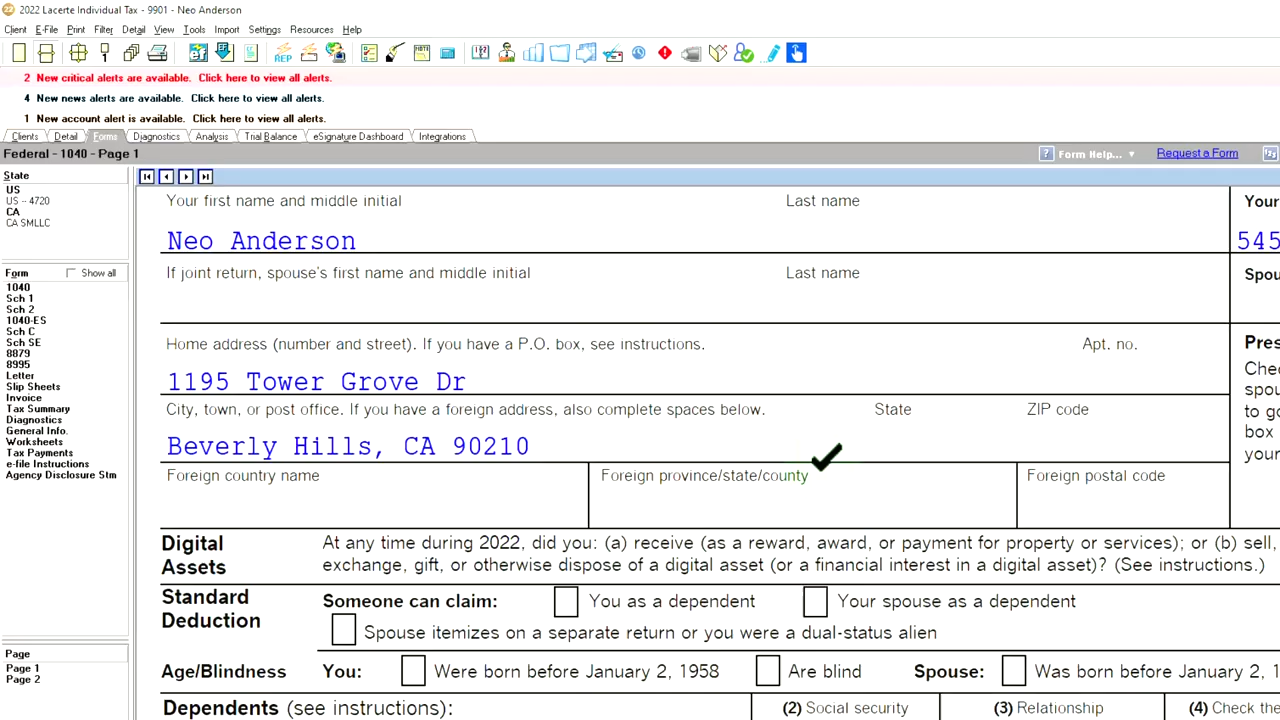 2022 Lacerte Individual Tax - 9901 - Neo Anderson
Client E-File Print Filter Detail View Tools Import Settings Resources Help
REP
2 New critical alerts are available. Click here to view all alerts.
4 New news alerts are available. Click here to view all alerts.
1 New account alert is available. Click here to view all alerts.
Clients Detail Forms Diagnostics Analysis Trial Balance eSignature Dashboard Integrations
Federal - 1040 - Page 1
Form Help...
Request a Form
State
US
US - 4720
CA
CA SMLLC
Form
Show all
1040
Sch 1
Sch 2
1040-ES
Sch C
Sch SE
8879
8995
Letter
Slip Sheets
Invoice
Tax Summary
Diagnostics
General Info.
Worksheets
Tax Payments
e-file Instructions
Agency Disclosure Stm
Page
Page 1
Page 2
Your first name and middle initial Last name Your
Neo Anderson 545
If joint return, spouse's first name and middle initial Last name Spou
Home address (number and street). If you have a P.O. box, see instructions. Apt. no. Pres
1195 Tower Grove Dr Chec
spou
City, town, or post office. If you have a foreign address, also complete spaces below. State ZIP code to go
Beverly Hills, CA 90210 box
your
Foreign country name Foreign province/state/county Foreign postal code
Digital Assets At any time during 2022, did you: (a) receive (as a reward, award, or payment for property or services); or (b) sell,
exchange, gift, or otherwise dispose of a digital asset (or a financial interest in a digital asset)? (See instructions.)
Standard Deduction Someone can claim: You as a dependent Your spouse as a dependent
Spouse itemizes on a separate return or you were a dual-status alien
Age/Blindness You: Were born before January 2, 1958 Are blind Spouse: Was born before January 2, 1
Dependents (see instructions): (2) Social security (3) Relationship (4) Check the